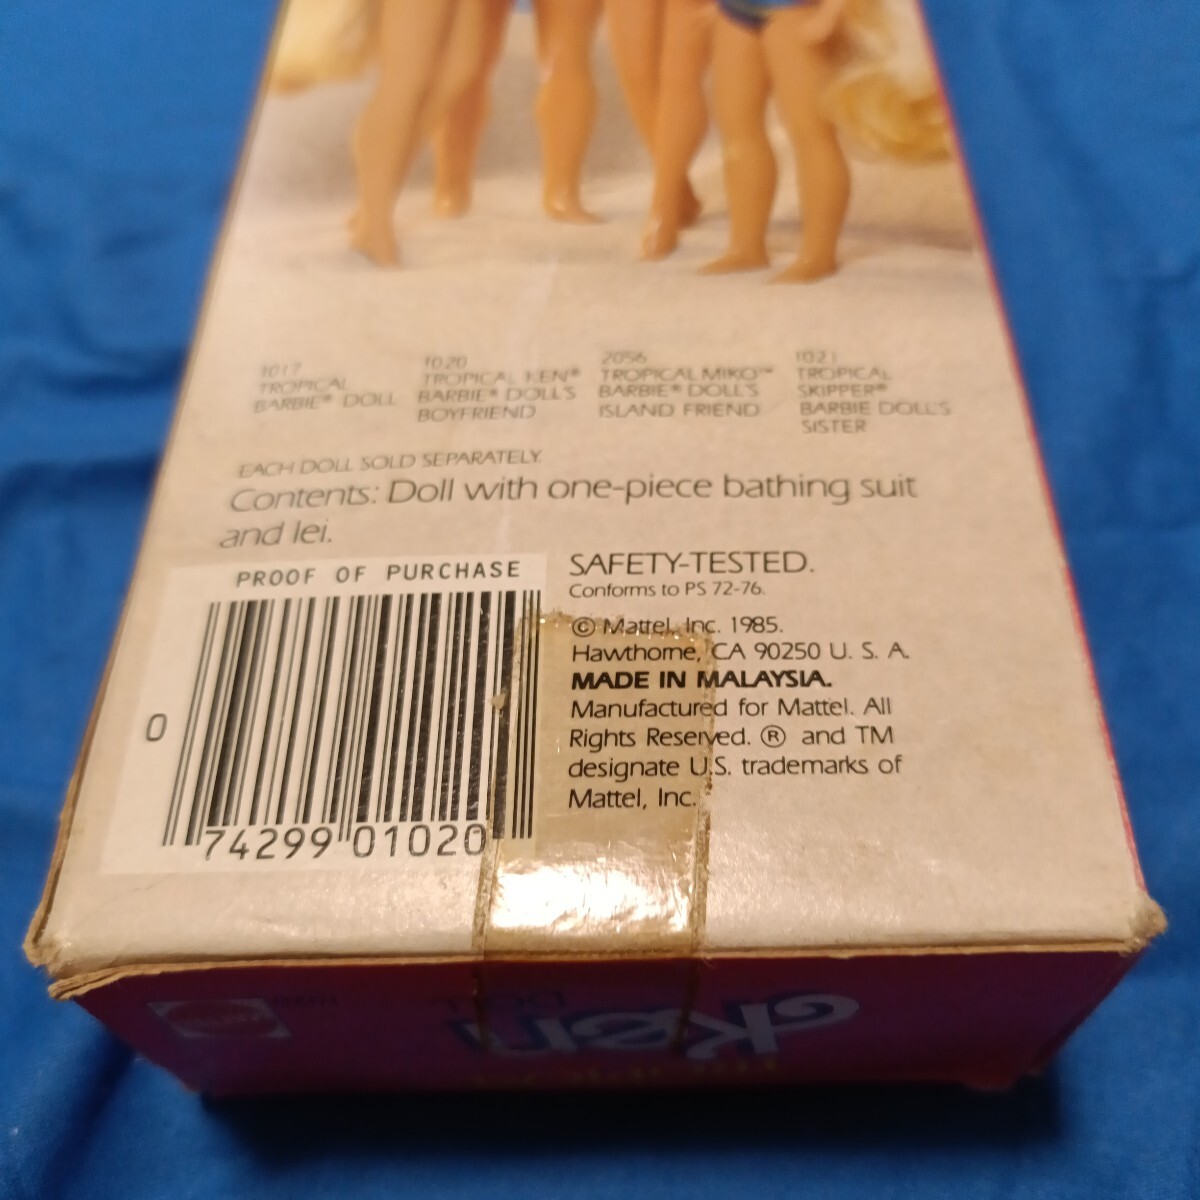 1017
TROPICAL
BARBIE® DOLL
1020
TROPICAL KEN®
BARBIE® DOLL'S
BOYFRIEND
2056
TROPICAL MIKO™
BARBIE® DOLL'S
ISLAND FRIEND
1021
TROPICAL
SKIPPER®
BARBIE DOLL'S
SISTER
EACH DOLL SOLD SEPARATELY.
Contents: Doll with one-piece bathing suit
and lei.
PROOF OF PURCHASE
0 74299 01020
SAFETY-TESTED.
Conforms to PS 72-76.
© Mattel, Inc. 1985.
Hawthorne, CA 90250 U. S. A.
MADE IN MALAYSIA.
Manufactured for Mattel. All
Rights Reserved. ® and TM
designate U.S. trademarks of
Mattel, Inc.
DOLL
Ken